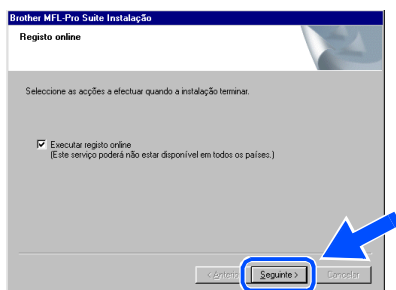 Brother MFL-Pro Suite Instalação
Registo online
Seleccione as acções a efectuar quando a instalação terminar.
Executar registo online
(Este serviço poderá não estar disponível em todos os países.)
< Anterior
Seguinte >
Cancelar